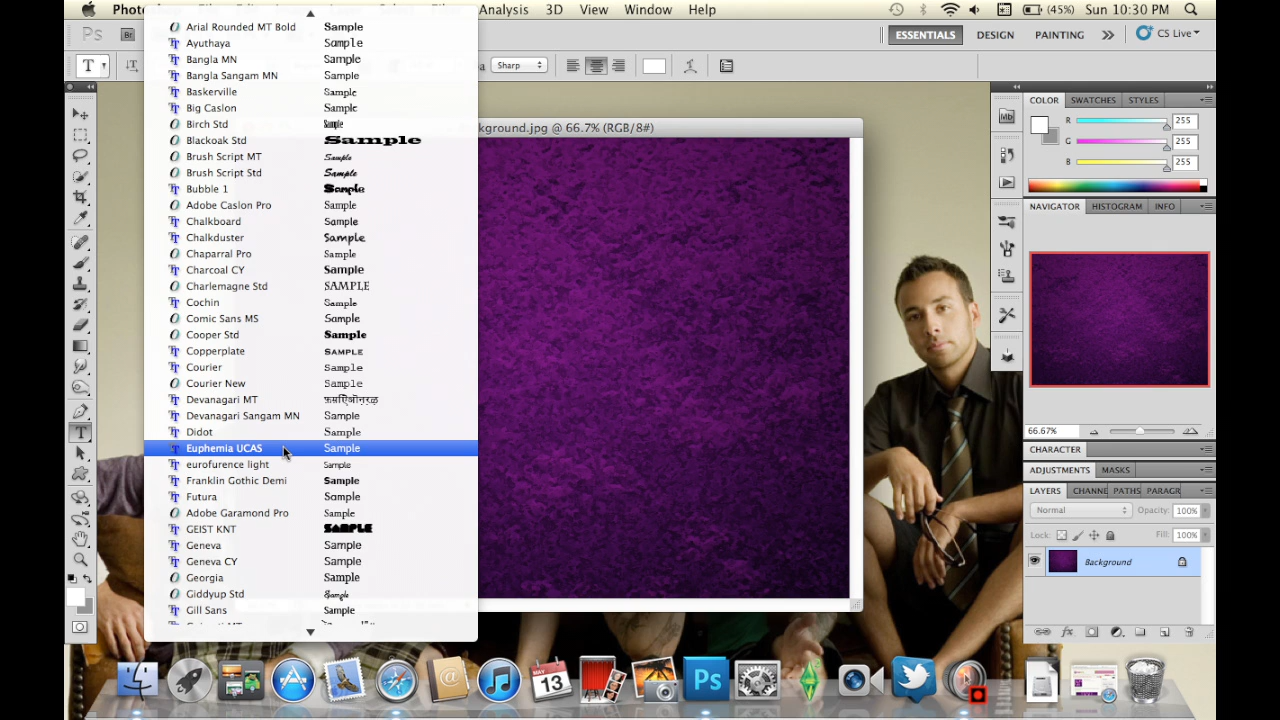 Photo
Analysis 3D View Window Help
(45%) Sun 10:30 PM
Ps Br
ESSENTIALS DESIGN PAINTING CS Live
T Sharp
Arial Rounded MT Bold Sample
Ayuthaya Sample
Bangla MN Sample
Bangla Sangam MN Sample
Baskerville Sample
Big Caslon Sample
Birch Std Sample
Blackoak Std Sample
Brush Script MT Sample
Brush Script Std Sample
Bubble 1 Sample
Adobe Caslon Pro Sample
Chalkboard Sample
Chalkduster Sample
Chaparral Pro Sample
Charcoal CY Sample
Charlemagne Std SAMPLE
Cochin Sample
Comic Sans MS Sample
Cooper Std Sample
Copperplate SAMPLE
Courier Sample
Courier New Sample
Devanagari MT
Devanagari Sangam MN Sample
Didot Sample
Euphemia UCAS Sample
eurofurence light Sample
Franklin Gothic Demi Sample
Futura Sample
Adobe Garamond Pro Sample
GEIST KNT SAMPLE
Geneva Sample
Geneva CY Sample
Georgia Sample
Giddyup Std Sample
Gill Sans Sample
kground.jpg @ 66.7% (RGB/8#)
COLOR SWATCHES STYLES
R 255
G 255
B 255
Mb
NAVIGATOR HISTOGRAM INFO
66.67%
CHARACTER
ADJUSTMENTS MASKS
LAYERS CHANNE PATHS PARAGR
Normal Opacity: 100%
Lock: Fill: 100%
Background
fx
MAY
13
Ps